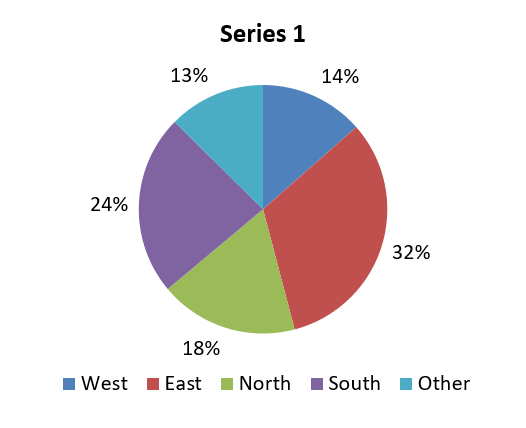 Series 1
13%
14%
24%
32%
18%
West East North South Other